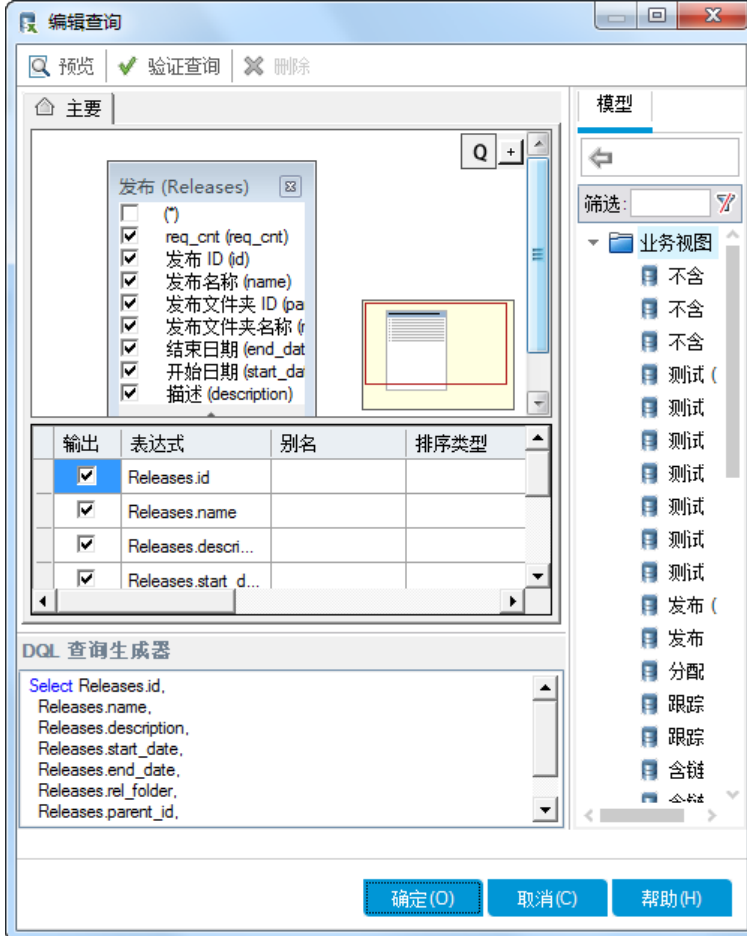 编辑查询
预览 验证查询 删除
主要
Q +
发布 (Releases)
(*)
req_cnt (req_cnt)
发布 ID (id)
发布名称 (name)
发布文件夹 ID (pa
发布文件夹名称 (r
结束日期 (end_dat
开始日期 (start_da
描述 (description)
输出 表达式 别名 排序类型
Releases.id
Releases.name
Releases.descri...
Releases.start_d...
DQL 查询生成器
Select Releases.id,
Releases.name,
Releases.description,
Releases.start_date,
Releases.end_date,
Releases.rel_folder,
Releases.parent_id,
模型
筛选:
业务视图
不含
不含
不含
测试 (
测试
测试
测试
测试
测试
测试
发布 (
发布
分配
跟踪
跟踪
含链
确定(O) 取消(C) 帮助(H)